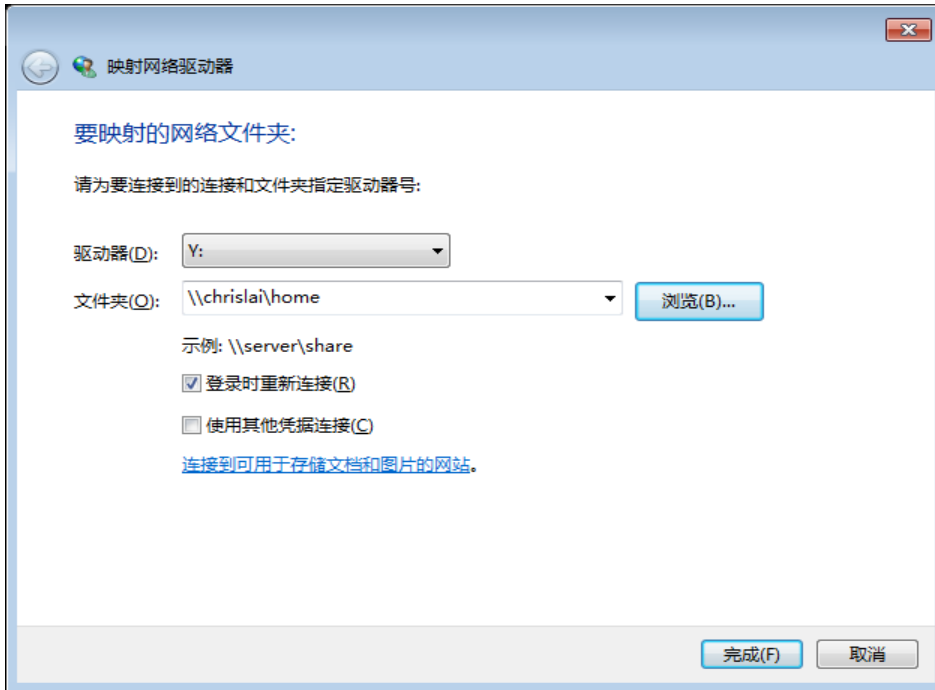 映射网络驱动器
要映射的网络文件夹:
请为要连接到的连接和文件夹指定驱动器号:
驱动器(D): Y:
文件夹(O): \\chrislai\home 浏览(B)...
示例: \\server\share
登录时重新连接(R)
使用其他凭据连接(C)
连接到可用于存储文档和图片的网站。
完成(F) 取消